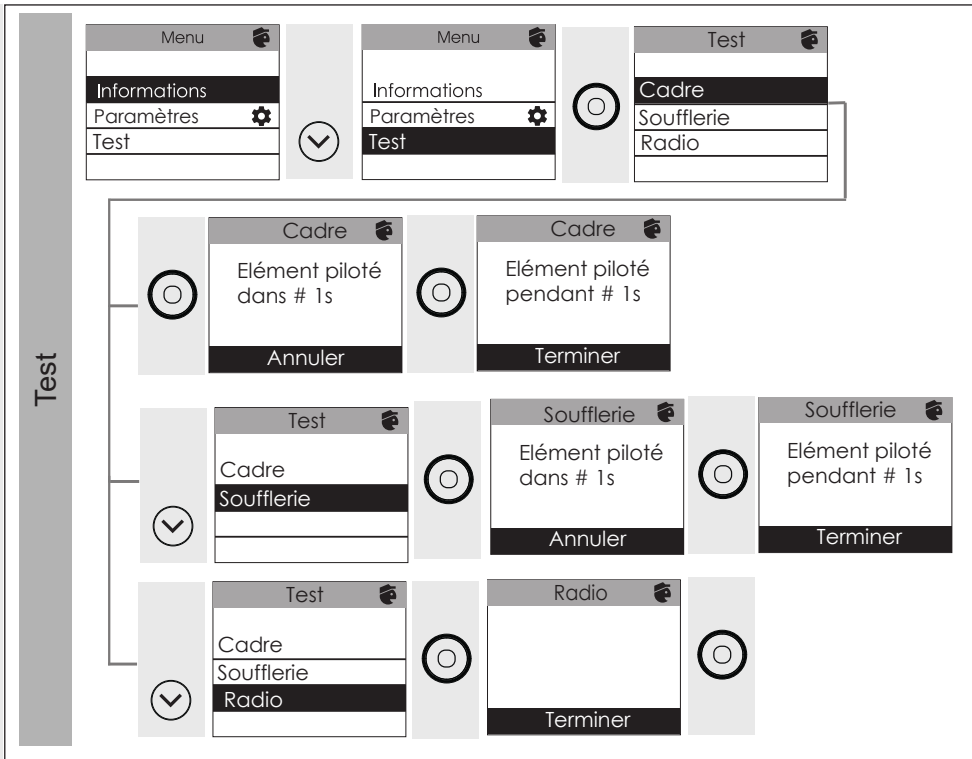 Test
Menu
Informations
Paramètres
Test
Menu
Informations
Paramètres
Test
Test
Cadre
Soufflerie
Radio
Cadre
Elément piloté
dans # 1s
Annuler
Cadre
Elément piloté
pendant # 1s
Terminer
Test
Cadre
Soufflerie
Soufflerie
Elément piloté
dans # 1s
Annuler
Soufflerie
Elément piloté
pendant # 1s
Terminer
Test
Cadre
Soufflerie
Radio
Radio
Terminer